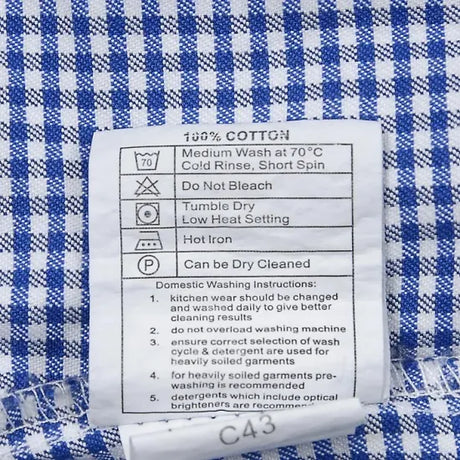 100% COTTON
70 Medium Wash at 70°C
Cold Rinse, Short Spin
Do Not Bleach
Tumble Dry
Low Heat Setting
Hot Iron
P Can be Dry Cleaned
Domestic Washing Instructions:
1. kitchen wear should be changed
and washed daily to give better
cleaning results
2. do not overload washing machine
3. ensure correct selection of wash
cycle & detergent are used for
heavily soiled garments
4. for heavily soiled garments pre-
washing is recommended
5. detergents which include optical
brighteners are recommended
C43